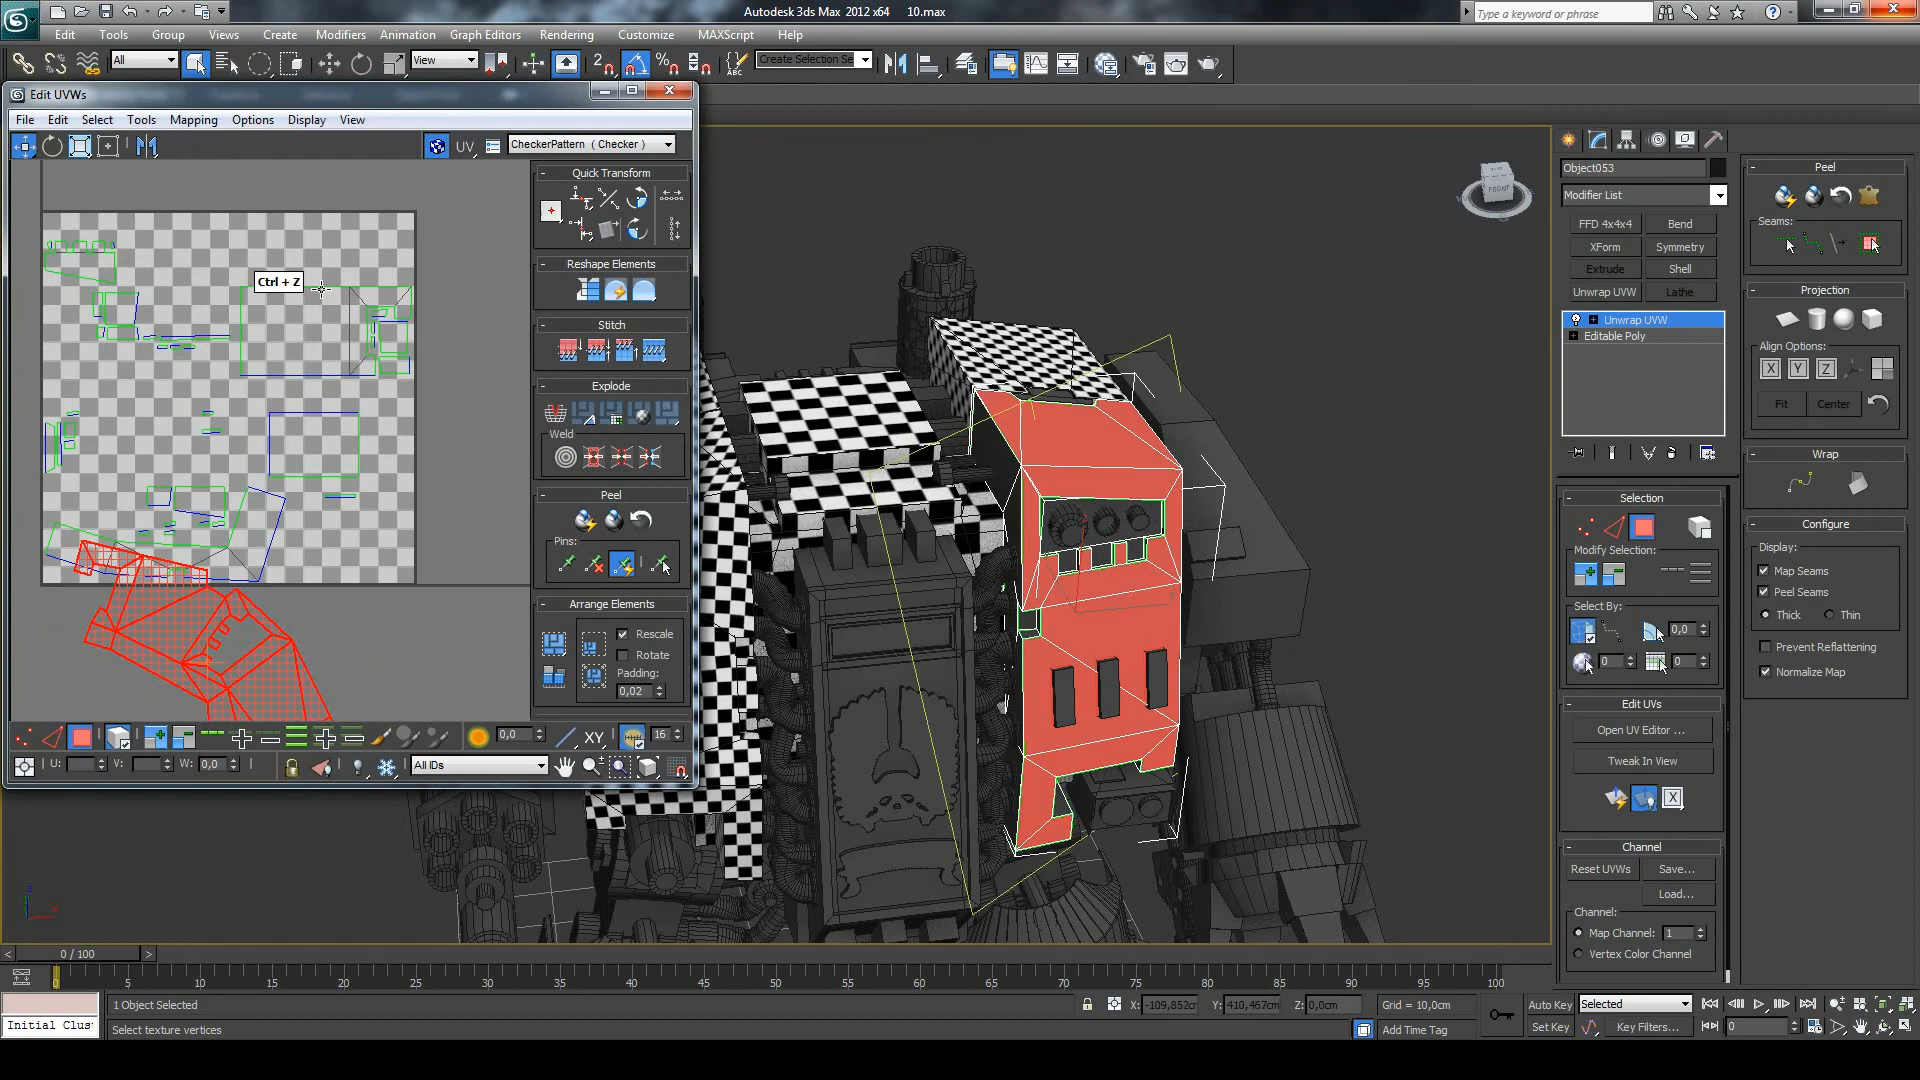 Autodesk 3ds Max 2012 x64 10.max
Type a keyword or phrase
Edit Tools Group Views Create Modifiers Animation Graph Editors Rendering Customize MAXScript Help
All
View
Create Selection Se
Edit UVWs
File Edit Select Tools Mapping Options Display View
UV
CheckerPattern ( Checker )
Quick Transform
Reshape Elements
Stitch
Explode
Weld
Peel
Pins:
Arrange Elements
Rescale
Rotate
Padding:
0,02
Ctrl + Z
0,0
XY
16
U: V: W: 0,0
All IDs
FRONT
Object053
Modifier List
FFD 4x4x4 Bend
XForm Symmetry
Extrude Shell
Unwrap UVW Lathe
Unwrap UVW
Editable Poly
Selection
Modify Selection:
Select By:
0,0
0 0
Edit UVs
Open UV Editor ...
Tweak In View
Channel
Reset UVWs Save...
Load...
Channel:
Map Channel: 1
Vertex Color Channel
Peel
Seams:
Projection
Align Options:
X Y Z
Fit Center
Wrap
Configure
Display:
Map Seams
Peel Seams
Thick Thin
Prevent Reflattening
Normalize Map
0 / 100
0 5 10 15 20 25 30 35 40 45 50 55 60 65 70 75 80 85 90 95 100
1 Object Selected
X: -109,852cm Y: 410,467cm Z: 0,0cm Grid = 10,0cm
Auto Key Selected
Initial Clus
Select texture vertices
Add Time Tag
Set Key Key Filters...
0